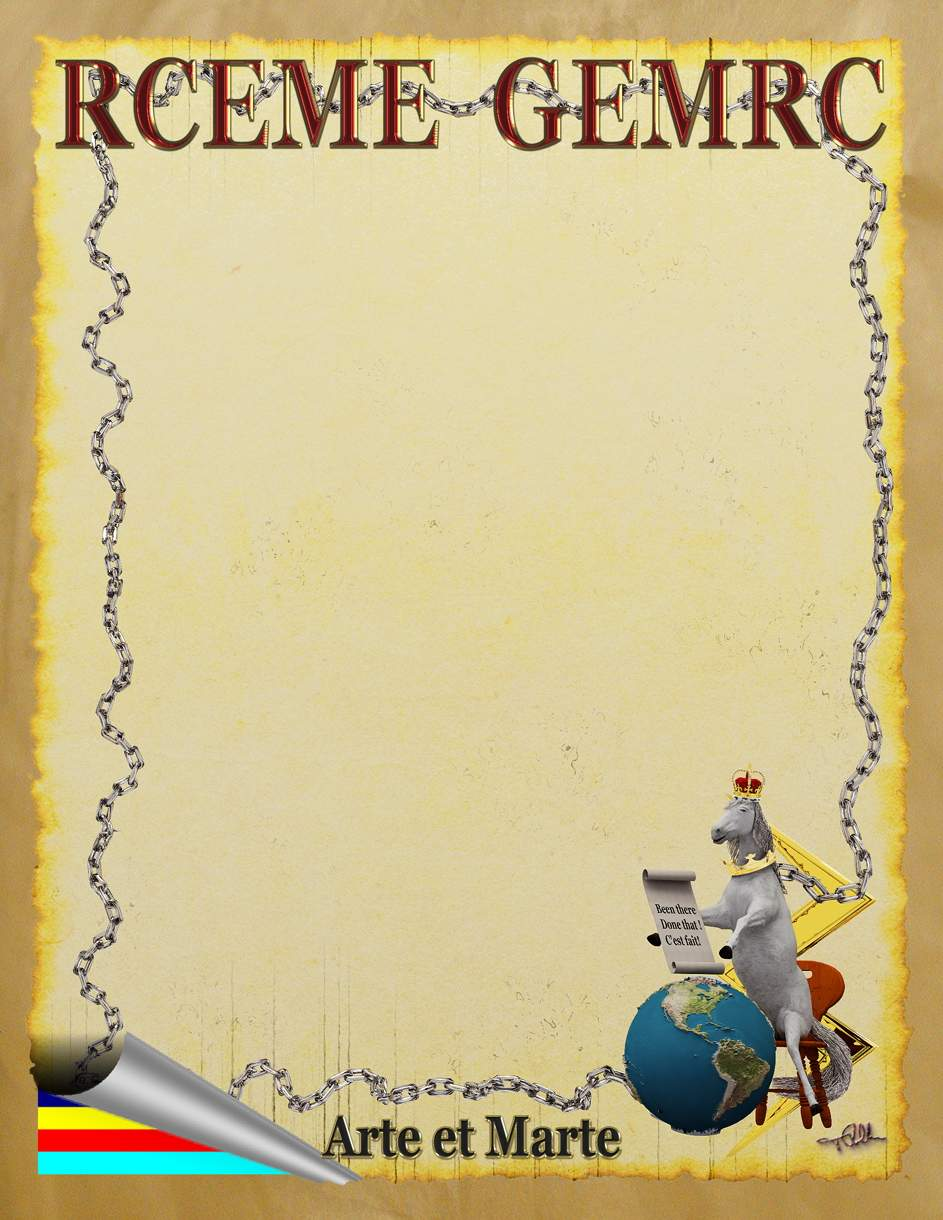 RCEME GEMRC
Been there
Done that !
C'est fait!
Arte et Marte